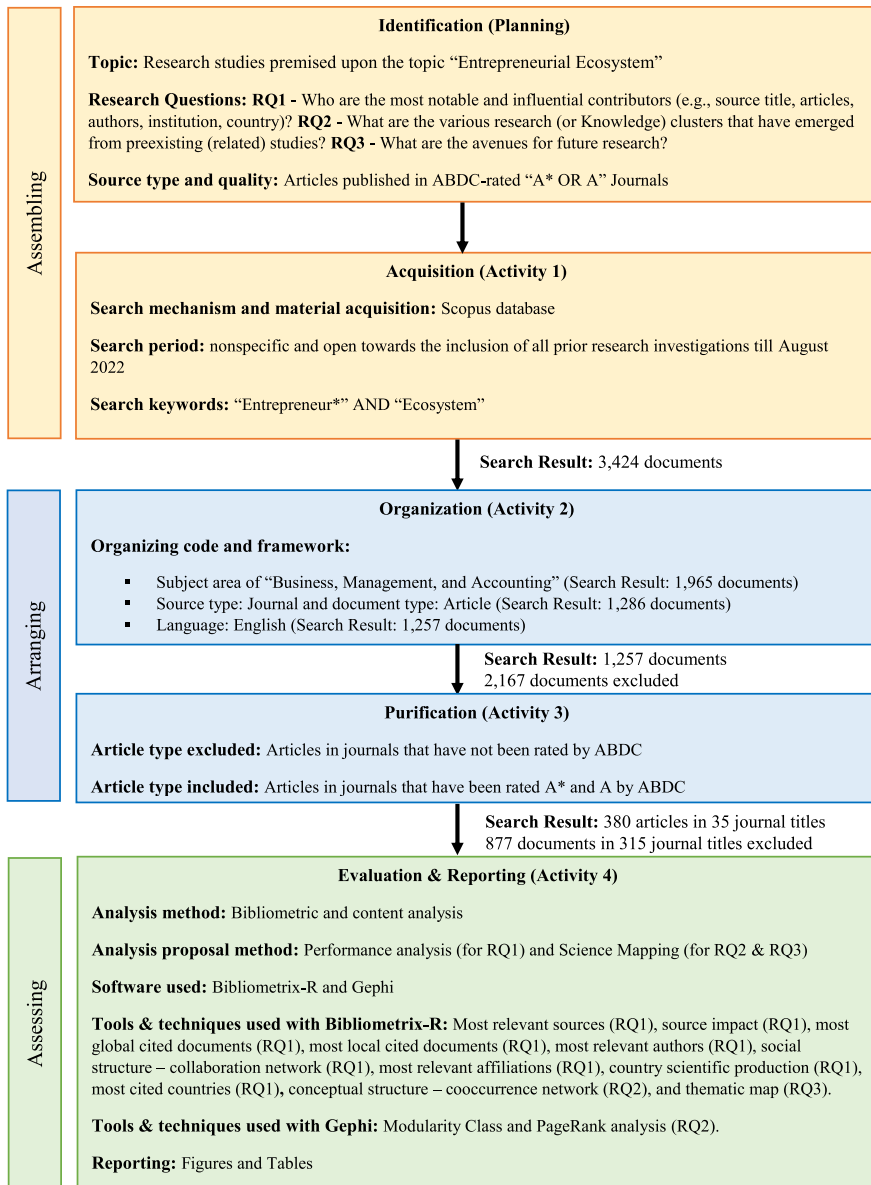 Assembling
Identification (Planning)
Topic: Research studies premised upon the topic “Entrepreneurial Ecosystem”
Research Questions: RQ1 - Who are the most notable and influential contributors (e.g., source title, articles,
authors, institution, country)? RQ2 - What are the various research (or Knowledge) clusters that have emerged
from preexisting (related) studies? RQ3 - What are the avenues for future research?
Source type and quality: Articles published in ABDC-rated “A* OR A” Journals
Acquisition (Activity 1)
Search mechanism and material acquisition: Scopus database
Search period: nonspecific and open towards the inclusion of all prior research investigations till August
2022
Search keywords: “Entrepreneur*” AND “Ecosystem”
Search Result: 3,424 documents
Arranging
Organization (Activity 2)
Organizing code and framework:
▪ Subject area of “Business, Management, and Accounting” (Search Result: 1,965 documents)
▪ Source type: Journal and document type: Article (Search Result: 1,286 documents)
▪ Language: English (Search Result: 1,257 documents)
Search Result: 1,257 documents
2,167 documents excluded
Purification (Activity 3)
Article type excluded: Articles in journals that have not been rated by ABDC
Article type included: Articles in journals that have been rated A* and A by ABDC
Search Result: 380 articles in 35 journal titles
877 documents in 315 journal titles excluded
Assessing
Evaluation & Reporting (Activity 4)
Analysis method: Bibliometric and content analysis
Analysis proposal method: Performance analysis (for RQ1) and Science Mapping (for RQ2 & RQ3)
Software used: Bibliometrix-R and Gephi
Tools & techniques used with Bibliometrix-R: Most relevant sources (RQ1), source impact (RQ1), most
global cited documents (RQ1), most local cited documents (RQ1), most relevant authors (RQ1), social
structure – collaboration network (RQ1), most relevant affiliations (RQ1), country scientific production (RQ1),
most cited countries (RQ1), conceptual structure – cooccurrence network (RQ2), and thematic map (RQ3).
Tools & techniques used with Gephi: Modularity Class and PageRank analysis (RQ2).
Reporting: Figures and Tables